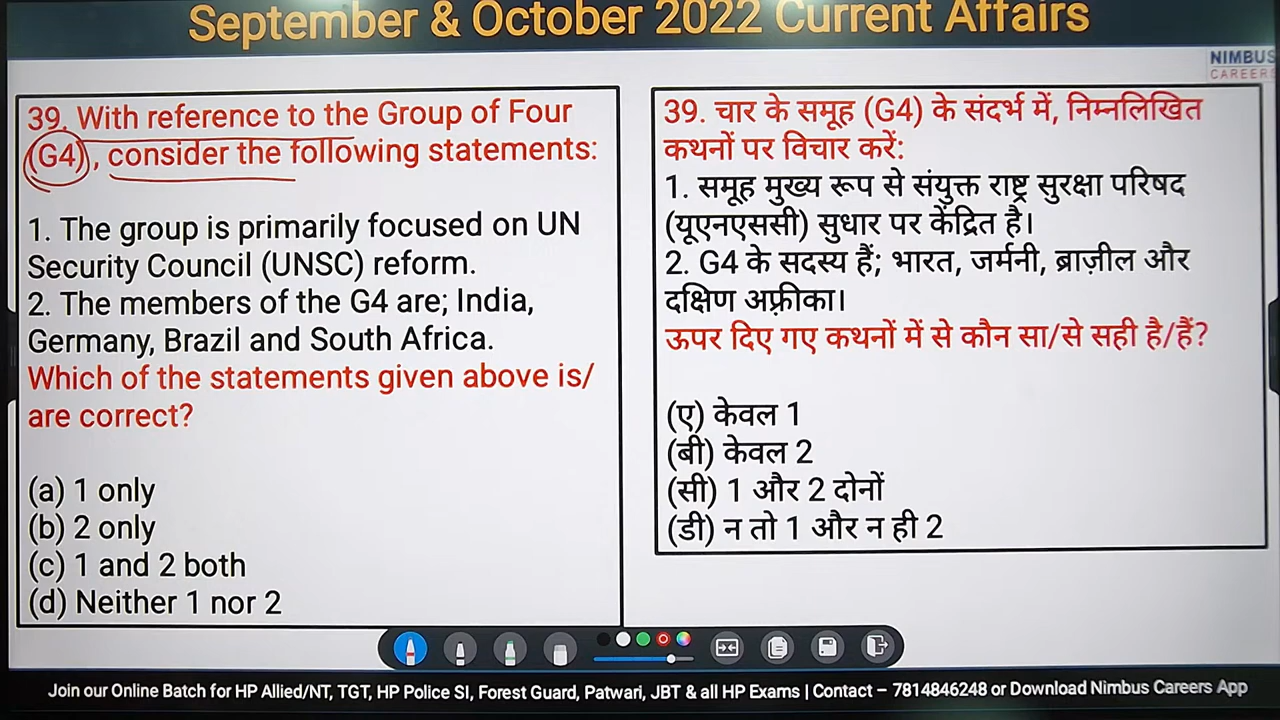 September & October 2022 Current Affairs
NIMBUS
CAREERS
39. With reference to the Group of Four
(G4), consider the following statements:
1. The group is primarily focused on UN
Security Council (UNSC) reform.
2. The members of the G4 are; India,
Germany, Brazil and South Africa.
Which of the statements given above is/
are correct?
(a) 1 only
(b) 2 only
(c) 1 and 2 both
(d) Neither 1 nor 2
39. चार के समूह (G4) के संदर्भ में, निम्नलिखित
कथनों पर विचार करें:
1. समूह मुख्य रूप से संयुक्त राष्ट्र सुरक्षा परिषद
(यूएनएससी) सुधार पर केंद्रित है।
2. G4 के सदस्य हैं; भारत, जर्मनी, ब्राज़ील और
दक्षिण अफ़्रीका।
ऊपर दिए गए कथनों में से कौन सा/से सही है/हैं?
(ए) केवल 1
(बी) केवल 2
(सी) 1 और 2 दोनों
(डी) न तो 1 और न ही 2
Join our Online Batch for HP Allied/NT, TGT, HP Police SI, Forest Guard, Patwari, JBT & all HP Exams | Contact – 7814846248 or Download Nimbus Careers App